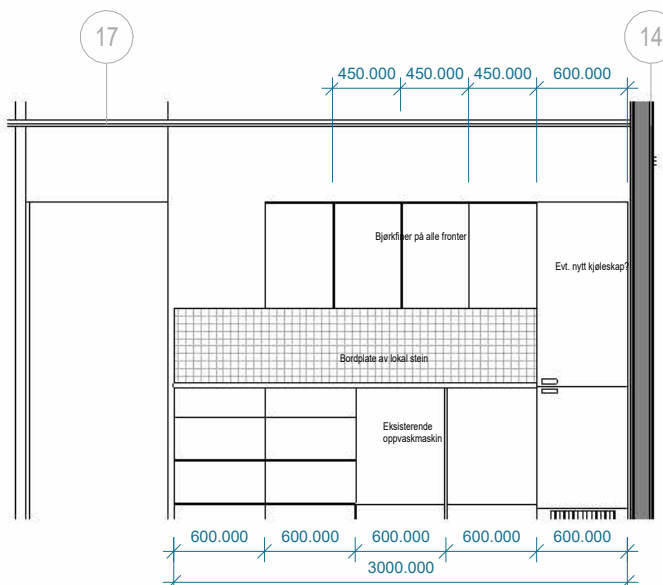 17
14
450.000 450.000 450.000 600.000
Bjørkfiner på alle fronter
Evt. nytt kjøleskap?
Bordplate av lokal stein
Eksisterende
oppvaskmaskin
600.000 600.000 600.000 600.000 600.000
3000.000